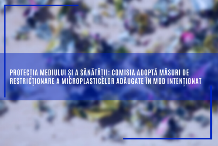 PROTECȚIA MEDIULUI ȘI A SĂNĂTĂȚII: COMISIA ADOPTĂ MĂSURI DE
RESTRICȚIONARE A MICROPLASTICELOR ADĂUGATE ÎN MOD INTENȚIONAT